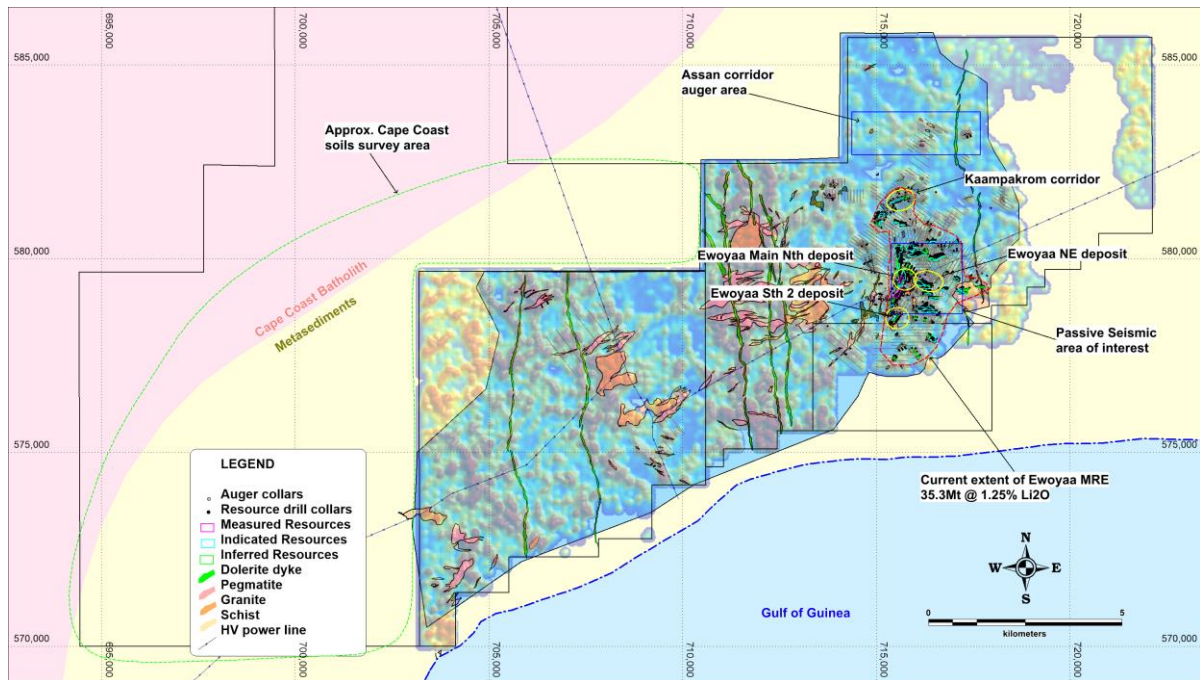 695,000
700,000
705,000
710,000
715,000
720,000
585,000
585,000
Assan corridor
auger area
Approx. Cape Coast
soils survey area
Kaampakrom corridor
580,000
580,000
Ewoyaa Main Nth deposit
Ewoyaa NE deposit
Ewoyaa Sth 2 deposit
Cape Coast Batholith
Metasediments
Passive Seismic
area of interest
575,000
575,000
LEGEND
Auger collars
Resource drill collars
Measured Resources
Indicated Resources
Inferred Resources
Dolerite dyke
Pegmatite
Granite
Schist
HV power line
Current extent of Ewoyaa MRE
35.3Mt @ 1.25% Li2O
N
W
E
S
Gulf of Guinea
0
5
kilometers
570,000
570,000
695,000
700,000
705,000
710,000
715,000
720,000